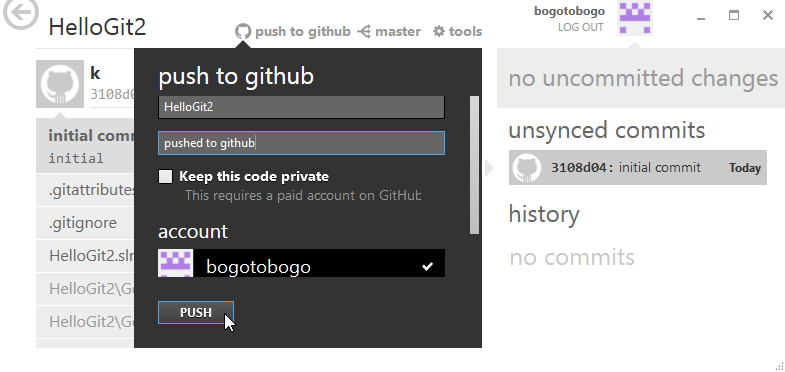 HelloGit2
push to github
master
tools
bogotobogo
LOG OUT
k
3108d0
initial comm
initial
.gitattributes
.gitignore
HelloGit2.sln
HelloGit2\G
HelloGit2\G
push to github
HelloGit2
pushed to github
Keep this code private
This requires a paid account on GitHub
account
bogotobogo
PUSH
no uncommitted changes
unsynced commits
3108d04: initial commit Today
history
no commits